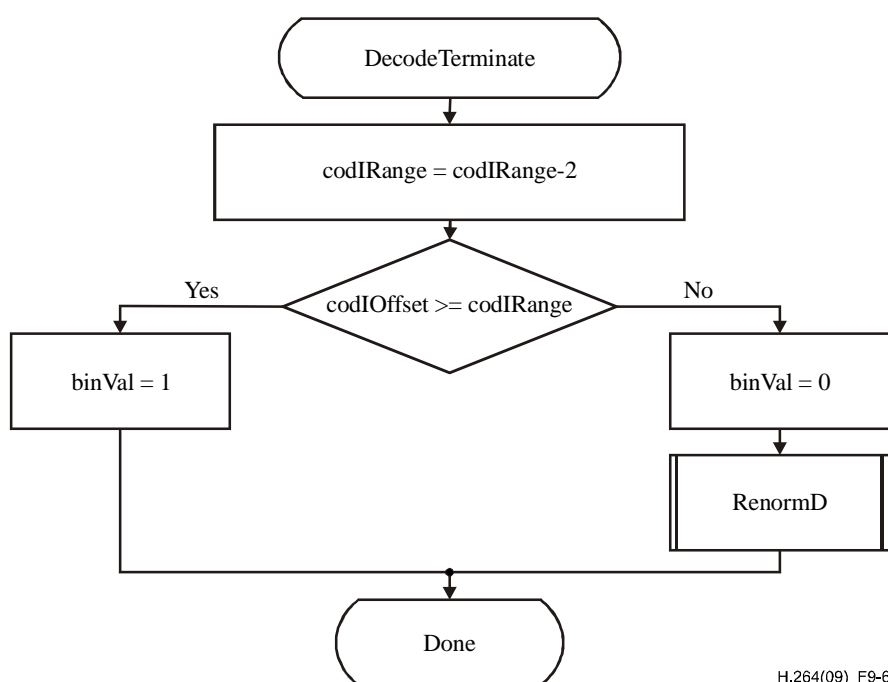 DecodeTerminate
codIRange = codIRange-2
codIOffset >= codIRange
Yes
No
binVal = 1
binVal = 0
RenormD
Done
H.264(09)_F9-6